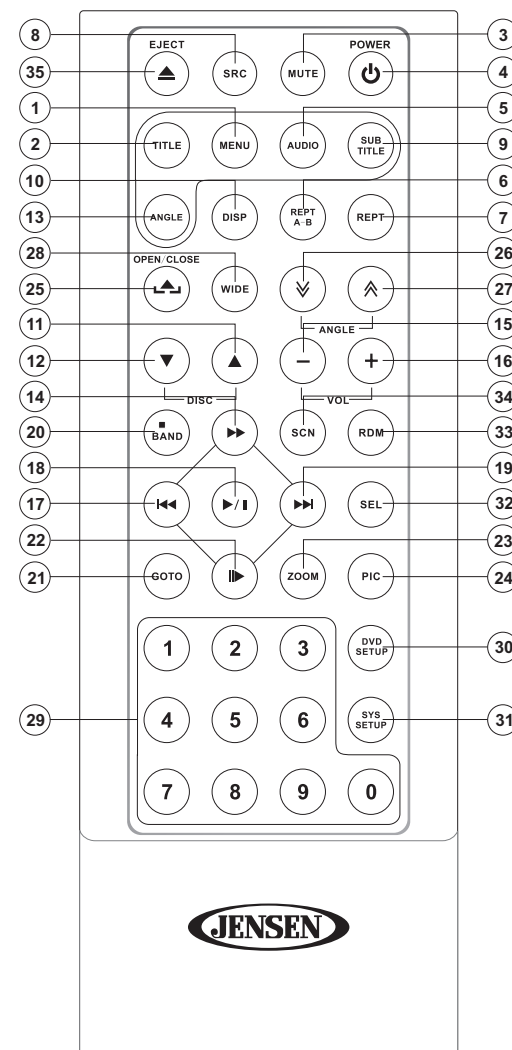 8 3
EJECT POWER
35 SRC MUTE 4
1 5
2 TITLE MENU AUDIO SUB TITLE 9
10 6
13 ANGLE DISP REPT A-B REPT 7
28 26
OPEN/CLOSE
25 WIDE 27
11 ANGLE 15
12 - + 16
14 DISC VOL 34
20 BAND SCN RDM 33
18 19
17 SEL 32
22 23
21 GOTO ZOOM PIC 24
1 2 3 DVD SETUP 30
29 4 5 6 SYS SETUP 31
7 8 9 0
JENSEN